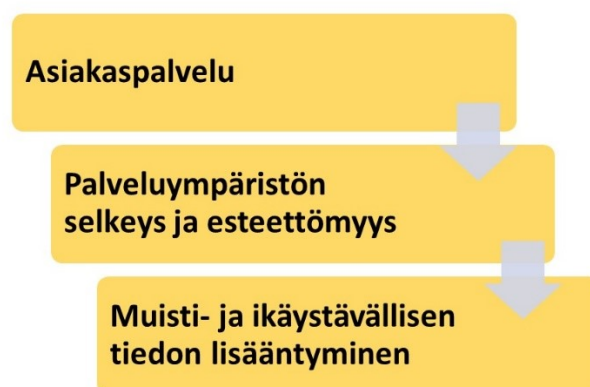 Asiakaspalvelu
Palveluympäristön
selkeys ja esteettömyys
Muisti- ja ikäystävällisen
tiedon lisääntyminen